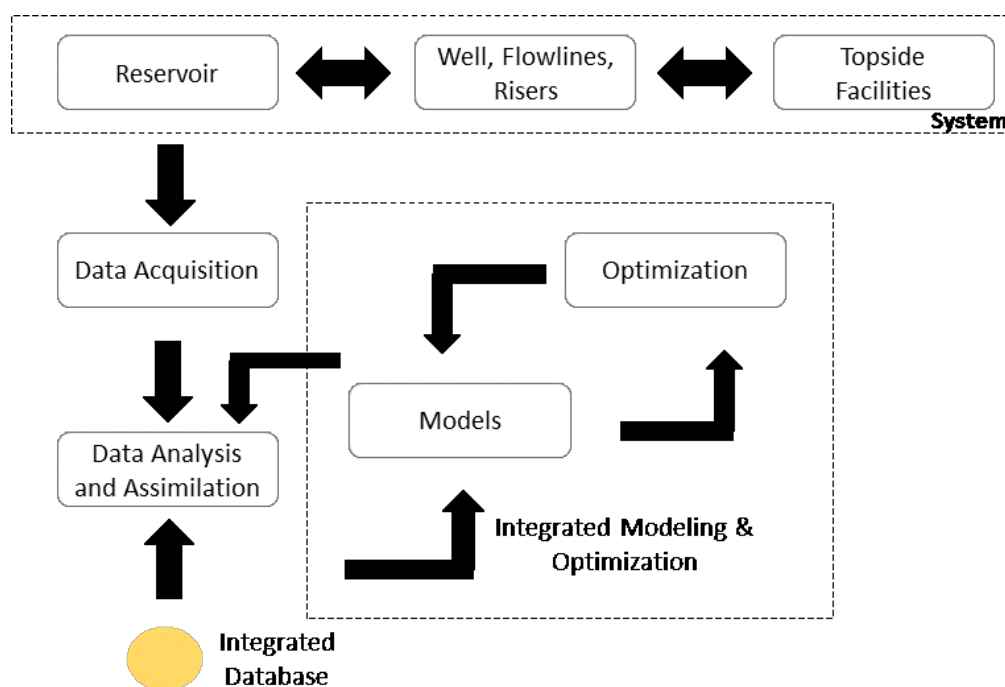 Reservoir
Well, Flowlines,
Risers
Topside
Facilities
System
Data Acquisition
Optimization
Models
Data Analysis
and Assimilation
Integrated Modeling &
Optimization
Integrated
Database